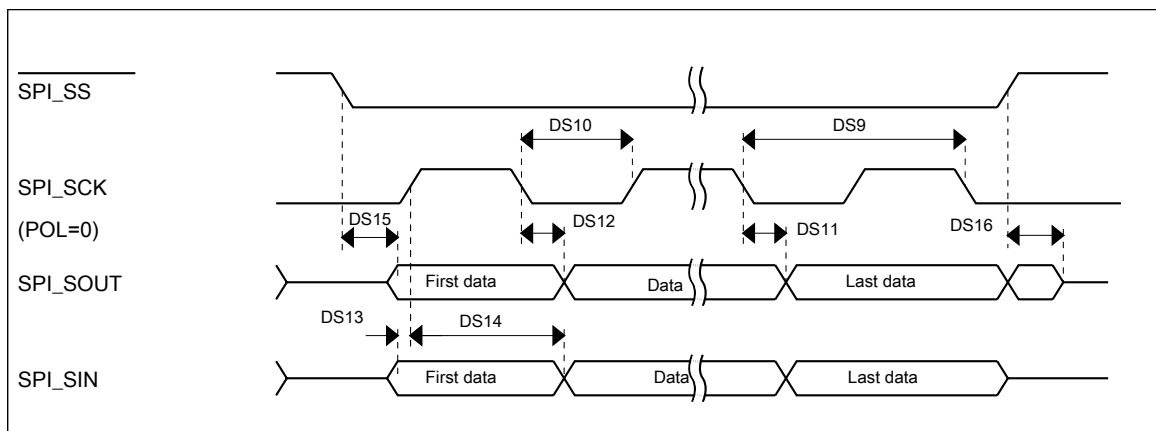 SPI_SS
DS10
DS9
SPI_SCK
(POL=0)
DS15
DS12
DS11
DS16
SPI_SOUT
First data
Data
Last data
DS13
DS14
SPI_SIN
First data
Data
Last data